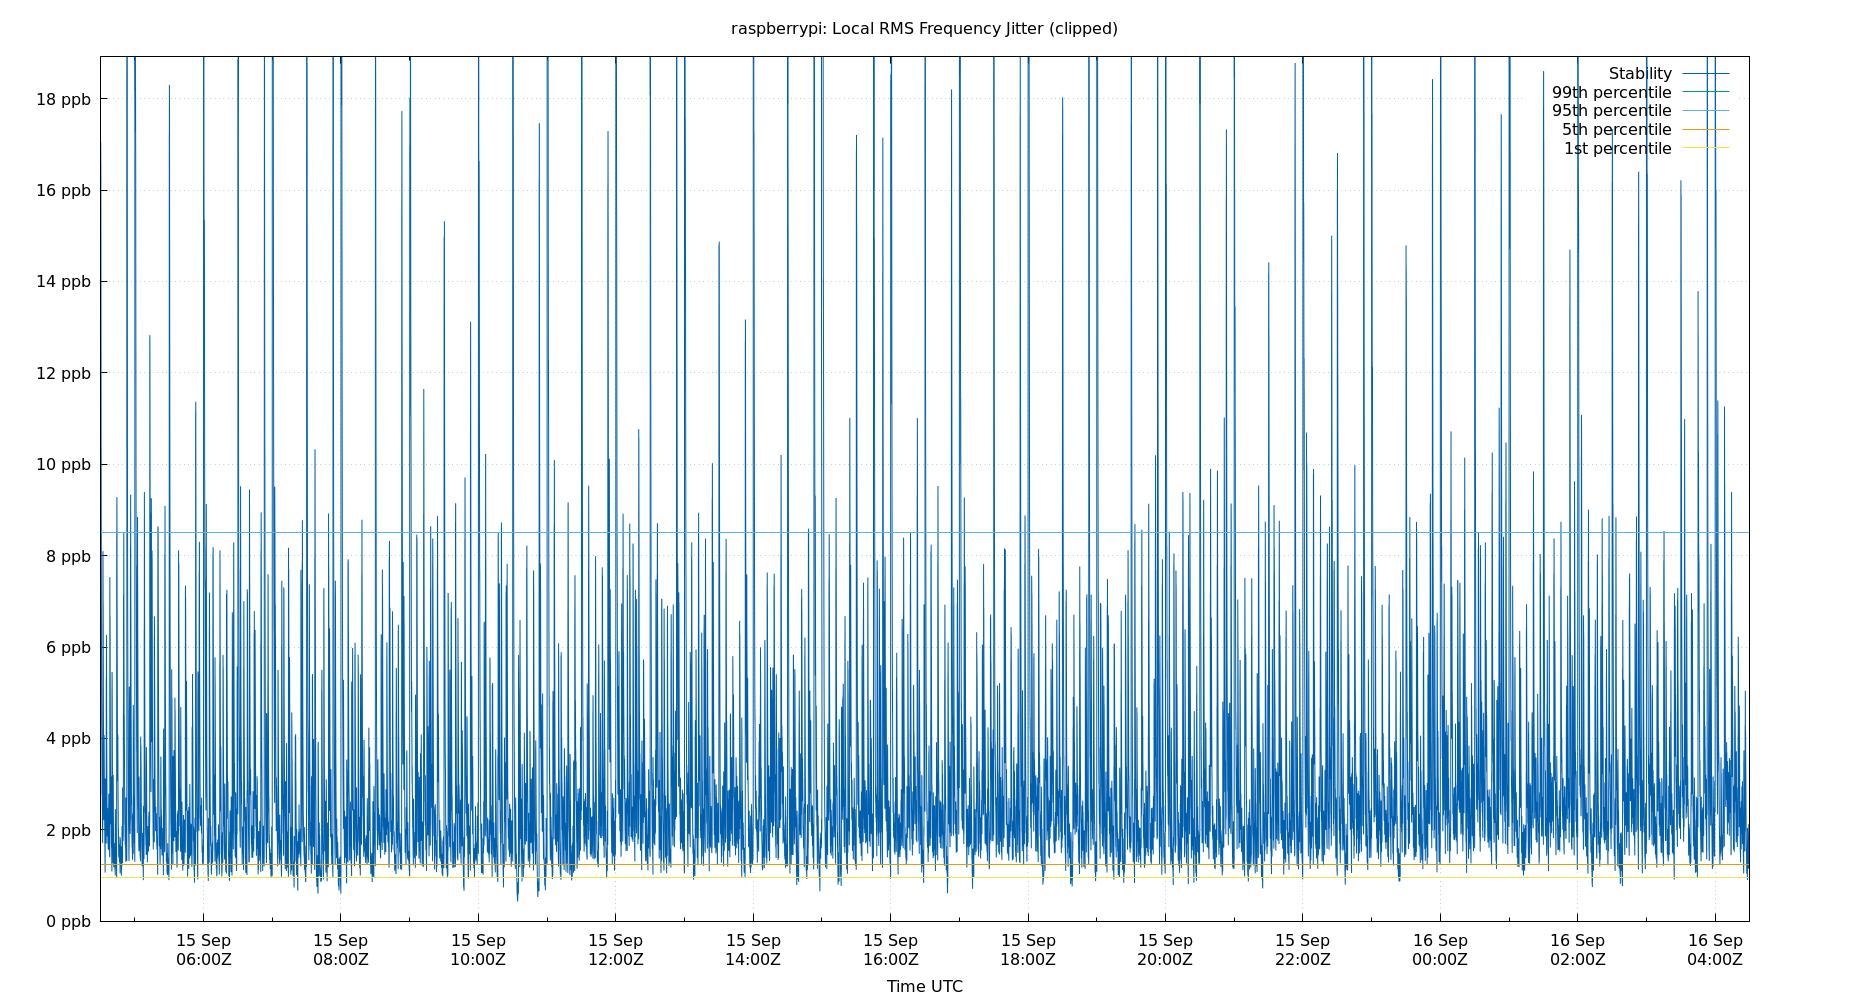 raspberrypi: Local RMS Frequency Jitter (clipped)
Stability
99th percentile
95th percentile
5th percentile
1st percentile
18 ppb
16 ppb
14 ppb
12 ppb
10 ppb
8 ppb
6 ppb
4 ppb
2 ppb
0 ppb
15 Sep 15 Sep 15 Sep 15 Sep 15 Sep 15 Sep 15 Sep 15 Sep 15 Sep 16 Sep 16 Sep 16 Sep
06:00Z 08:00Z 10:00Z 12:00Z 14:00Z 16:00Z 18:00Z 20:00Z 22:00Z 00:00Z 02:00Z 04:00Z
Time UTC